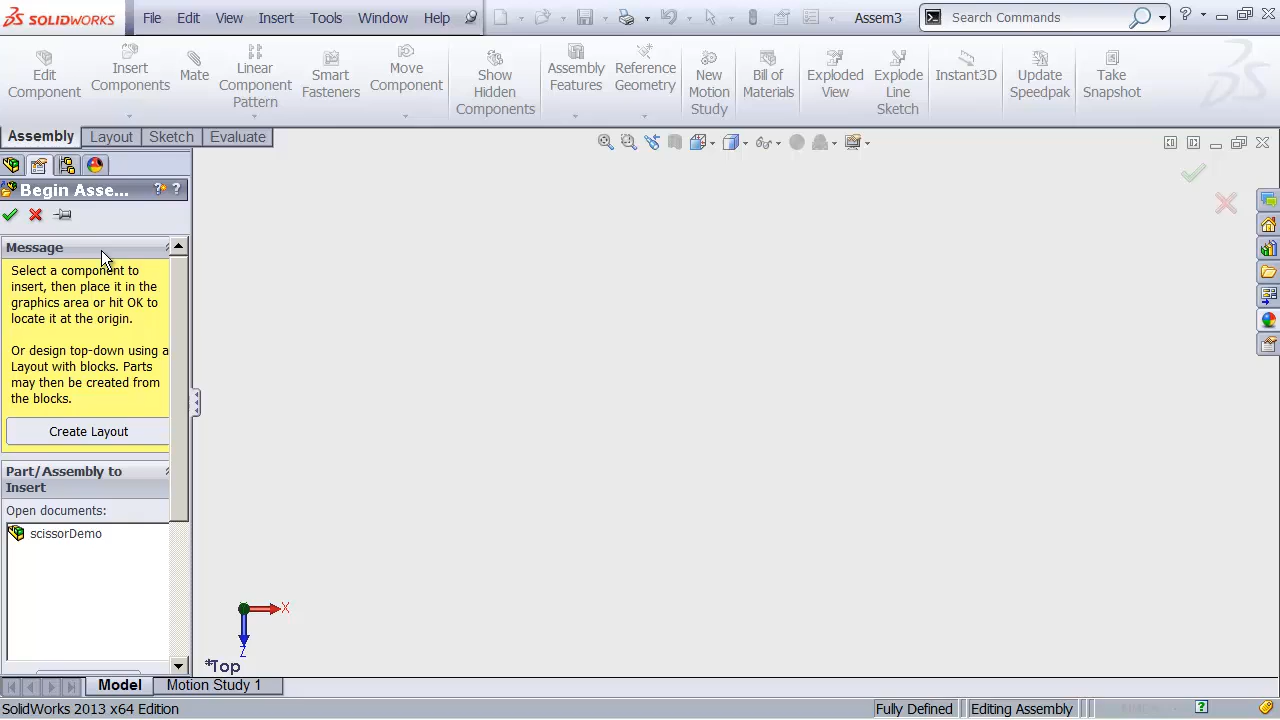 SOLIDWORKS File Edit View Insert Tools Window Help Assem3 Search Commands ?
Edit Component
Insert Components
Mate
Linear Component Pattern
Smart Fasteners
Move Component
Show Hidden Components
Assembly Features
Reference Geometry
New Motion Study
Bill of Materials
Exploded View
Explode Line Sketch
Instant3D
Update Speedpak
Take Snapshot
Assembly Layout Sketch Evaluate
Begin Asse... ? ?
Message
Select a component to
insert, then place it in the
graphics area or hit OK to
locate it at the origin.
Or design top-down using a
Layout with blocks. Parts
may then be created from
the blocks.
Create Layout
Part/Assembly to
Insert
Open documents:
scissorDemo
X
Z
*Top
Model Motion Study 1
SolidWorks 2013 x64 Edition Fully Defined Editing Assembly ?